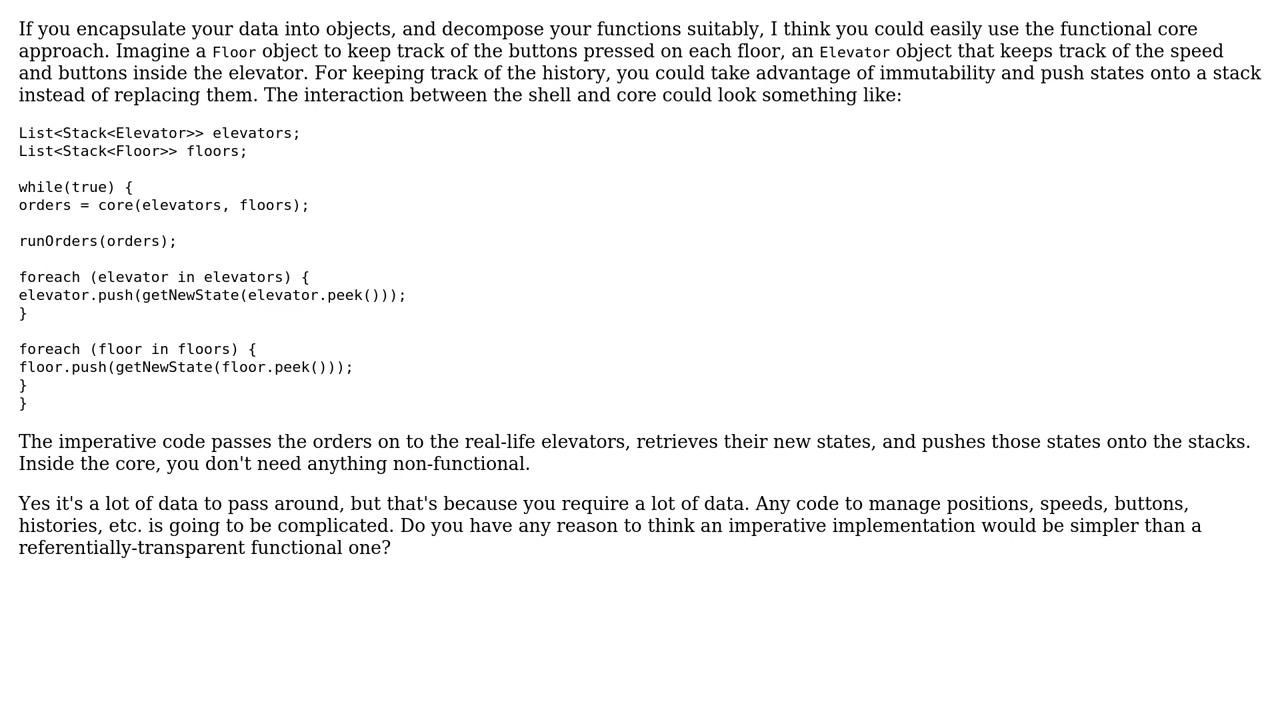 If you encapsulate your data into objects, and decompose your functions suitably, I think you could easily use the functional core
approach. Imagine a Floor object to keep track of the buttons pressed on each floor, an Elevator object that keeps track of the speed
and buttons inside the elevator. For keeping track of the history, you could take advantage of immutability and push states onto a stack
instead of replacing them. The interaction between the shell and core could look something like:
List<Stack<Elevator>> elevators;
List<Stack<Floor>> floors;
while(true) {
orders = core(elevators, floors);
runOrders(orders);
foreach (elevator in elevators) {
elevator.push(getNewState(elevator.peek()));
}
foreach (floor in floors) {
floor.push(getNewState(floor.peek()));
}
}
The imperative code passes the orders on to the real-life elevators, retrieves their new states, and pushes those states onto the stacks.
Inside the core, you don't need anything non-functional.
Yes it's a lot of data to pass around, but that's because you require a lot of data. Any code to manage positions, speeds, buttons,
histories, etc. is going to be complicated. Do you have any reason to think an imperative implementation would be simpler than a
referentially-transparent functional one?